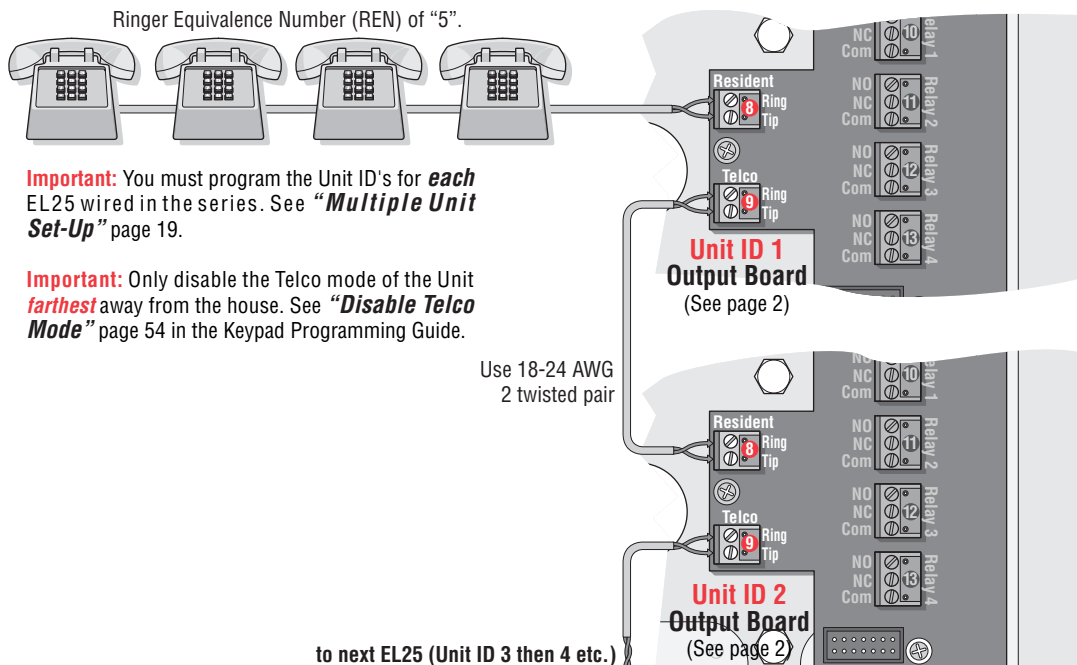 Ringer Equivalence Number (REN) of “5”.
Important: You must program the Unit ID's for each
EL25 wired in the series. See “Multiple Unit
Set-Up” page 19.
Important: Only disable the Telco mode of the Unit
farthest away from the house. See “Disable Telco
Mode” page 54 in the Keypad Programming Guide.
Use 18-24 AWG
2 twisted pair
to next EL25 (Unit ID 3 then 4 etc.)
Resident
8 Ring
Tip
Telco
9 Ring
Tip
Unit ID 1
Output Board
(See page 2)
NC 10 Relay 1
Com
NO
NC 11 Relay 2
Com
NO
NC 12 Relay 3
Com
NO
NC 13 Relay 4
Com
Resident
8 Ring
Tip
Telco
9 Ring
Tip
Unit ID 2
Output Board
(See page 2)
NO
NC 10 Relay 1
Com
NO
NC 11 Relay 2
Com
NO
NC 12 Relay 3
Com
NO
NC 13 Relay 4
Com